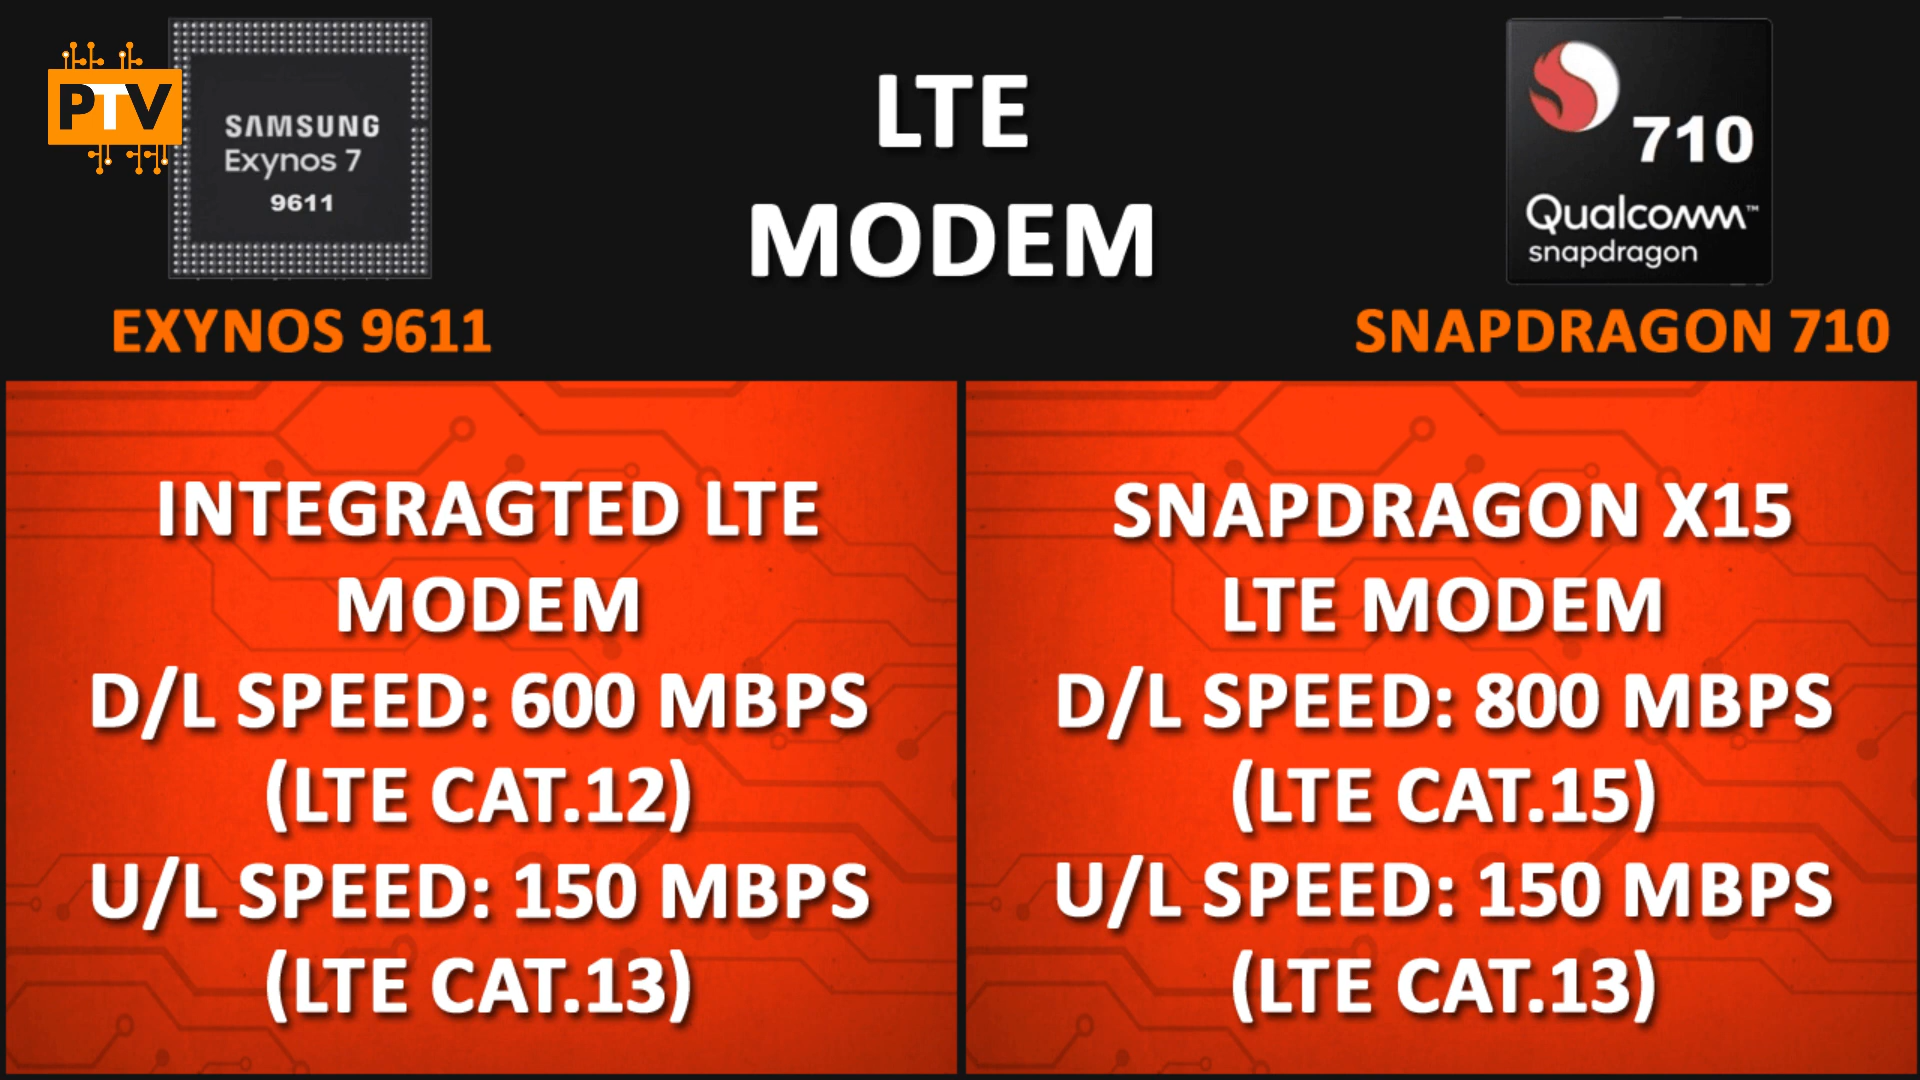 PTV
SAMSUNG
Exynos 7
9611
EXYNOS 9611
LTE
MODEM
710
Qualcomm™
snapdragon
SNAPDRAGON 710
INTEGRAGTED LTE
MODEM
D/L SPEED: 600 MBPS
(LTE CAT.12)
U/L SPEED: 150 MBPS
(LTE CAT.13)
SNAPDRAGON X15
LTE MODEM
D/L SPEED: 800 MBPS
(LTE CAT.15)
U/L SPEED: 150 MBPS
(LTE CAT.13)